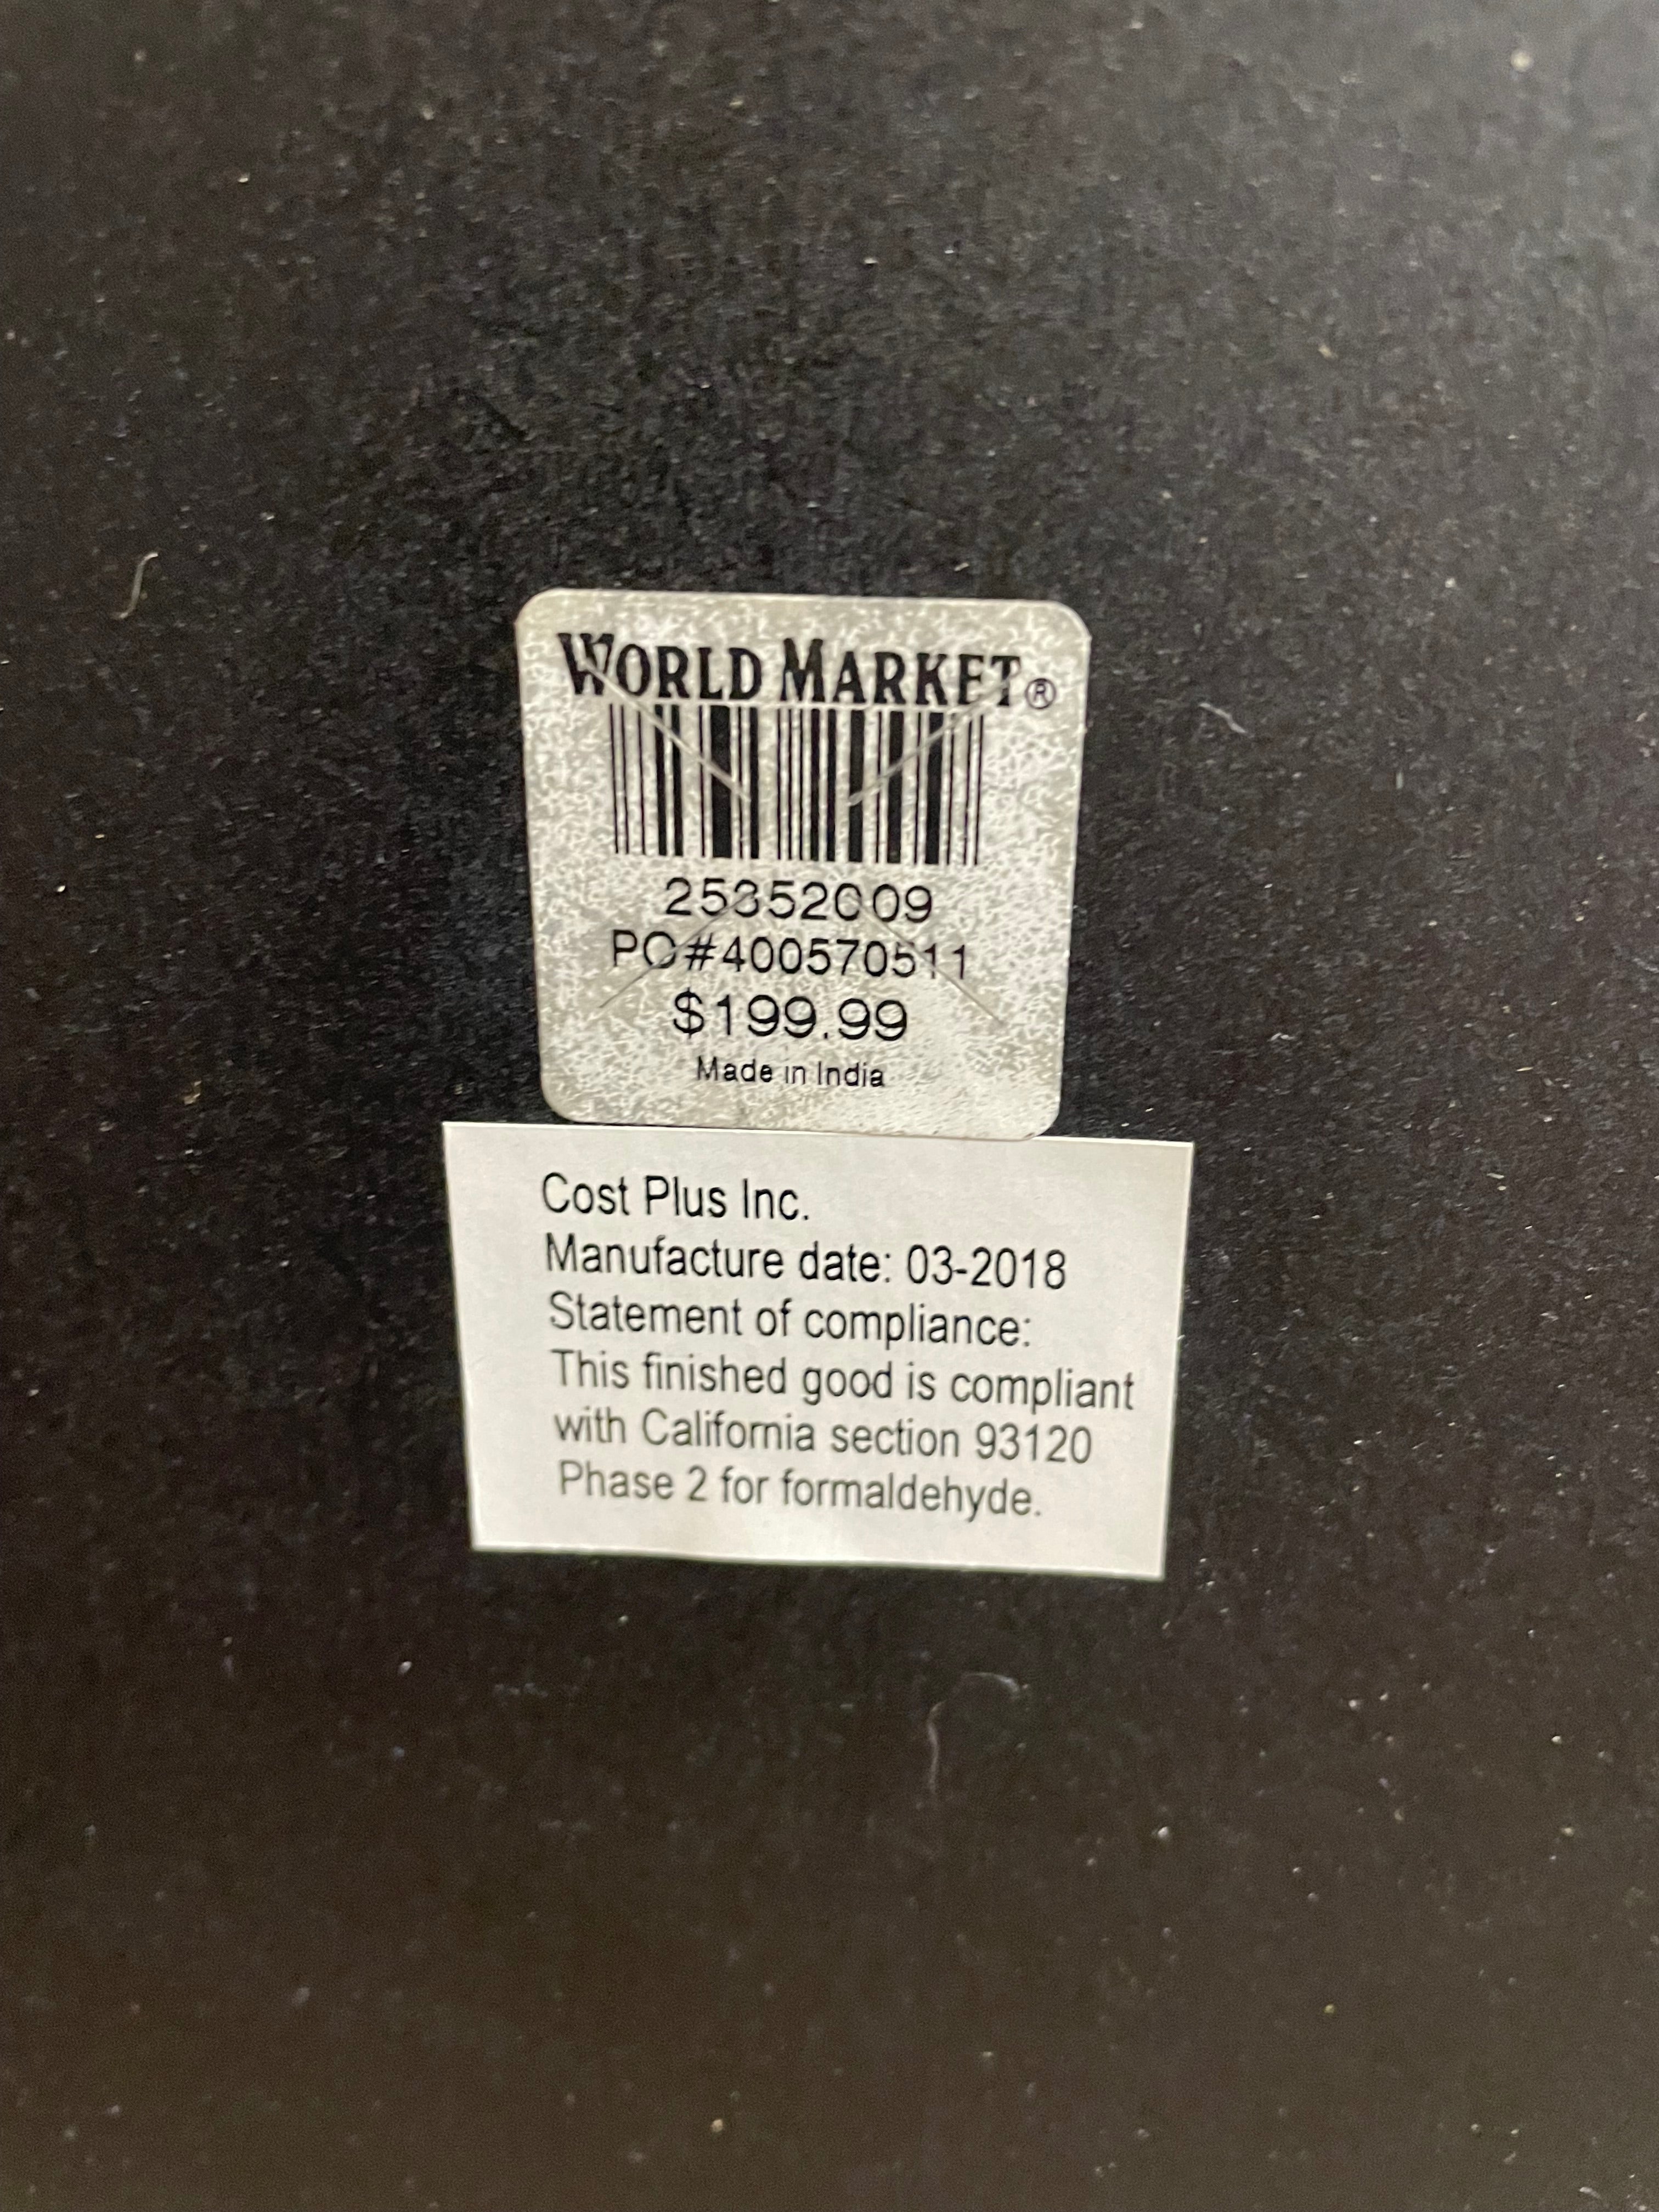 WORLD MARKET®
25352009
PO#400570511
$199.99
Made in India
Cost Plus Inc.
Manufacture date: 03-2018
Statement of compliance:
This finished good is compliant
with California section 93120
Phase 2 for formaldehyde.